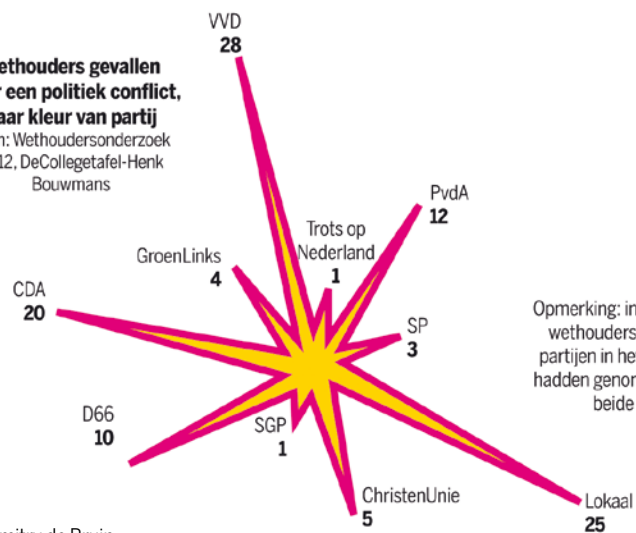 VVD
28
ethouders gevallen
een politiek conflict,
aar kleur van partij
Wethoudersonderzoek
12, DeCollegetafel-Henk
Bouwmans
PvdA
12
Trots op
Nederland
1
GroenLinks
4
CDA
20
SP
3
Opmerking: in
wethouders
partijen in he
hadden genom
beide
D66
10
SGP
1
ChristenUnie
5
Lokaal
25